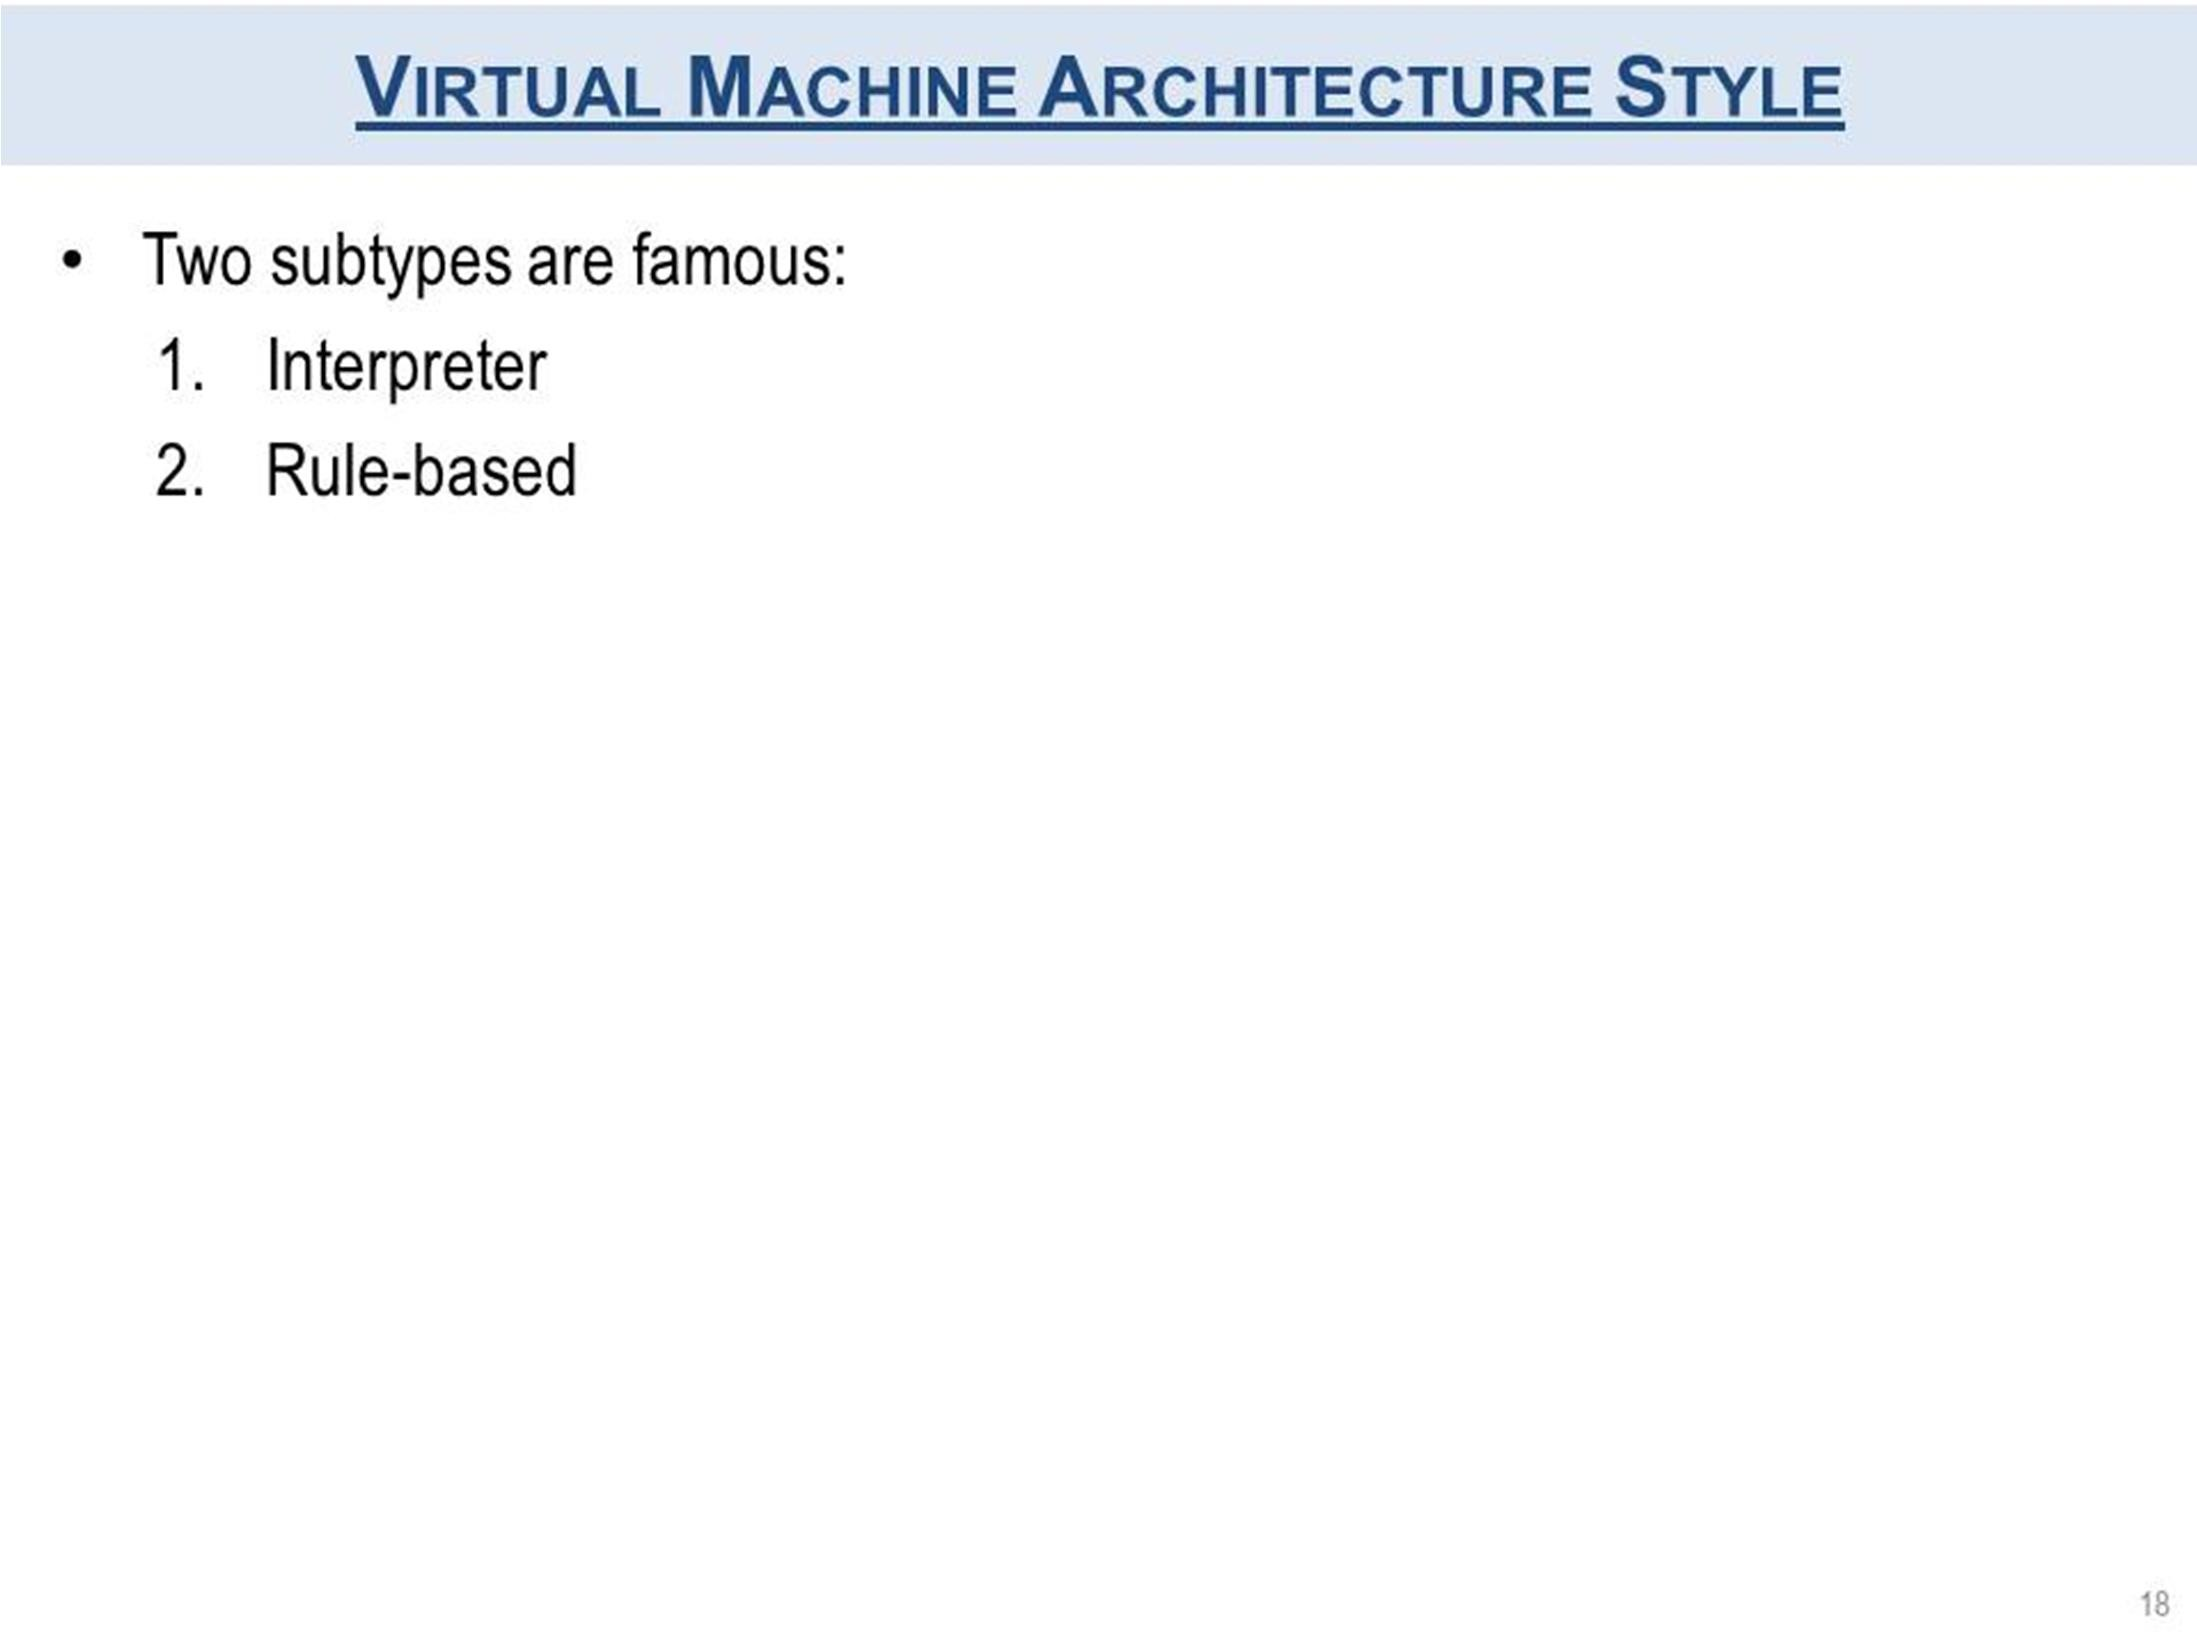 VIRTUAL MACHINE ARCHITECTURE STYLE
• Two subtypes are famous:
1. Interpreter
2. Rule-based
18